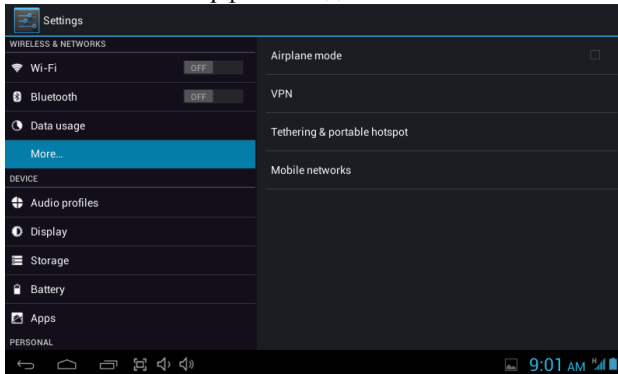 Settings
WIRELESS & NETWORKS
Wi-Fi OFF
Bluetooth OFF
Data usage
More...
DEVICE
Audio profiles
Display
Storage
Battery
Apps
PERSONAL
Airplane mode
VPN
Tethering & portable hotspot
Mobile networks
9:01 AM H